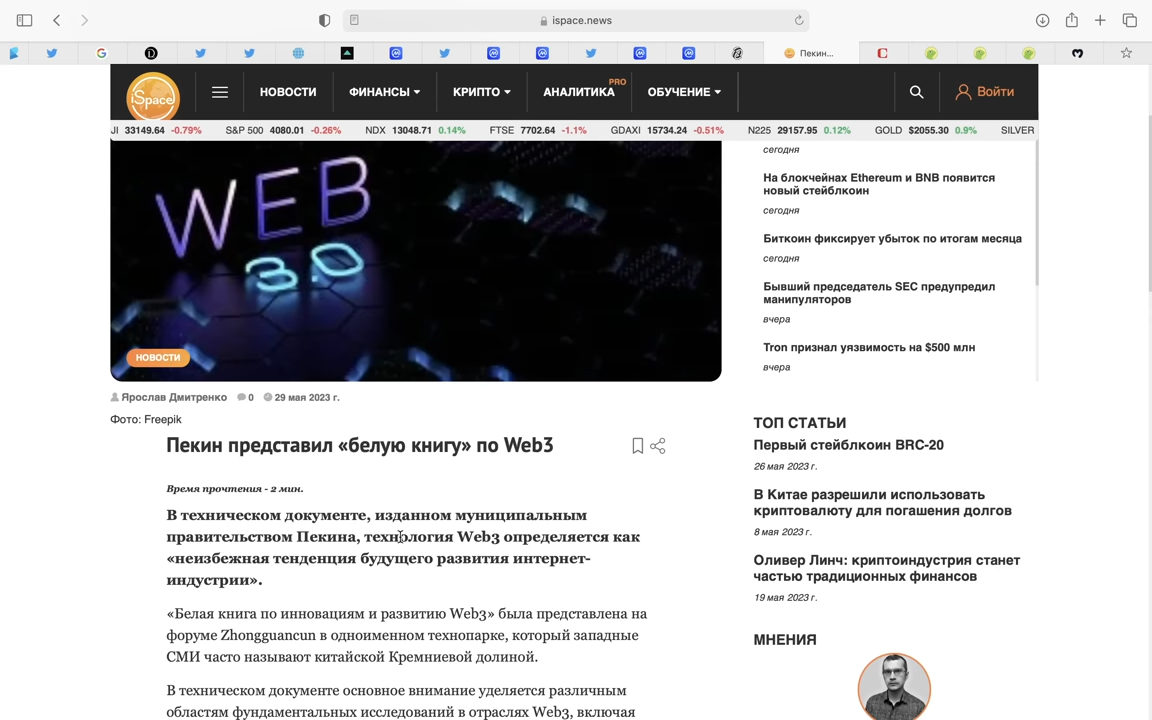 ispace.news
Пекин...
iSpace
НОВОСТИ
ФИНАНСЫ
КРИПТО
АНАЛИТИКА
PRO
ОБУЧЕНИЕ
Войти
JI 33149.64 -0.79% S&P 500 4080.01 -0.26% NDX 13048.71 0.14% FTSE 7702.64 -1.1% GDAXI 15734.24 -0.51% N225 29157.95 0.12% GOLD $2055.30 0.9% SILVER
WEB
3.0
НОВОСТИ
Ярослав Дмитренко 0 29 мая 2023 г.
Фото: Freepik
Пекин представил «белую книгу» по Web3
Время прочтения - 2 мин.
В техническом документе, изданном муниципальным
правительством Пекина, технология Web3 определяется как
«неизбежная тенденция будущего развития интернет-
индустрии».
«Белая книга по инновациям и развитию Web3» была представлена на
форуме Zhongguancun в одноименном технопарке, который западные
СМИ часто называют китайской Кремниевой долиной.
В техническом документе основное внимание уделяется различным
областям фундаментальных исследований в отраслях Web3, включая
сегодня
На блокчейнах Ethereum и BNB появится
новый стейблкоин
сегодня
Биткоин фиксирует убыток по итогам месяца
сегодня
Бывший председатель SEC предупредил
манипуляторов
вчера
Tron признал уязвимость на $500 млн
вчера
ТОП СТАТЬИ
Первый стейблкоин BRC-20
26 мая 2023 г.
В Китае разрешили использовать
криптовалюту для погашения долгов
8 мая 2023 г.
Оливер Линч: криптоиндустрия станет
частью традиционных финансов
19 мая 2023 г.
МНЕНИЯ